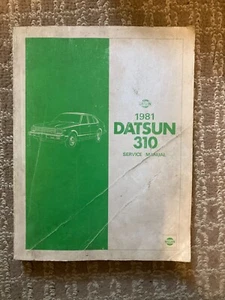 1981
DATSUN
310
SERVICE MANUAL